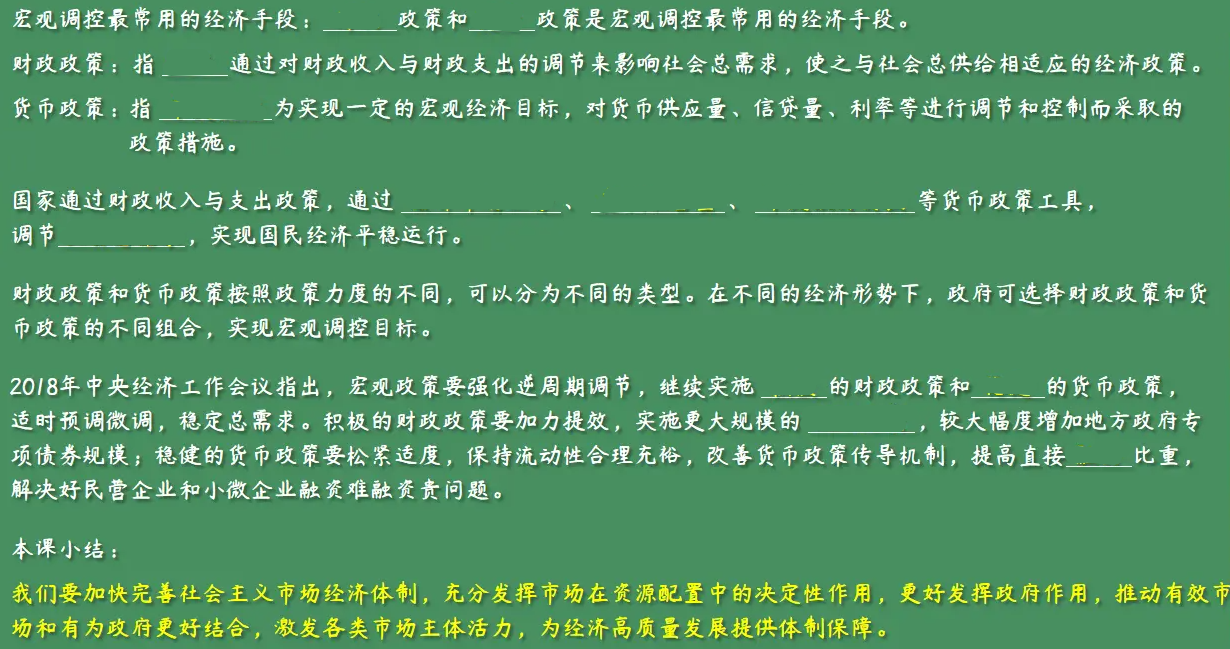 宏观调控最常用的经济手段：______政策和_____政策是宏观调控最常用的经济手段。
财政政策：指 _____通过对财政收入与财政支出的调节来影响社会总需求，使之与社会总供给相适应的经济政策。
货币政策：指 _________为实现一定的宏观经济目标，对货币供应量、信贷量、利率等进行调节和控制而采取的
政策措施。
国家通过财政收入与支出政策，通过 _____________、 ___________、 _____________等货币政策工具，
调节__________，实现国民经济平稳运行。
财政政策和货币政策按照政策力度的不同，可以分为不同的类型。在不同的经济形势下，政府可选择财政政策和货
币政策的不同组合，实现宏观调控目标。
2018年中央经济工作会议指出，宏观政策要强化逆周期调节，继续实施 _____的财政政策和______的货币政策，
适时预调微调，稳定总需求。积极的财政政策要加力提效，实施更大规模的 _________，较大幅度增加地方政府专
项债券规模；稳健的货币政策要松紧适度，保持流动性合理充裕，改善货币政策传导机制，提高直接_____比重，
解决好民营企业和小微企业融资难融资贵问题。
本课小结：
我们要加快完善社会主义市场经济体制，充分发挥市场在资源配置中的决定性作用，更好发挥政府作用，推动有效市
场和有为政府更好结合，激发各类市场主体活力，为经济高质量发展提供体制保障。